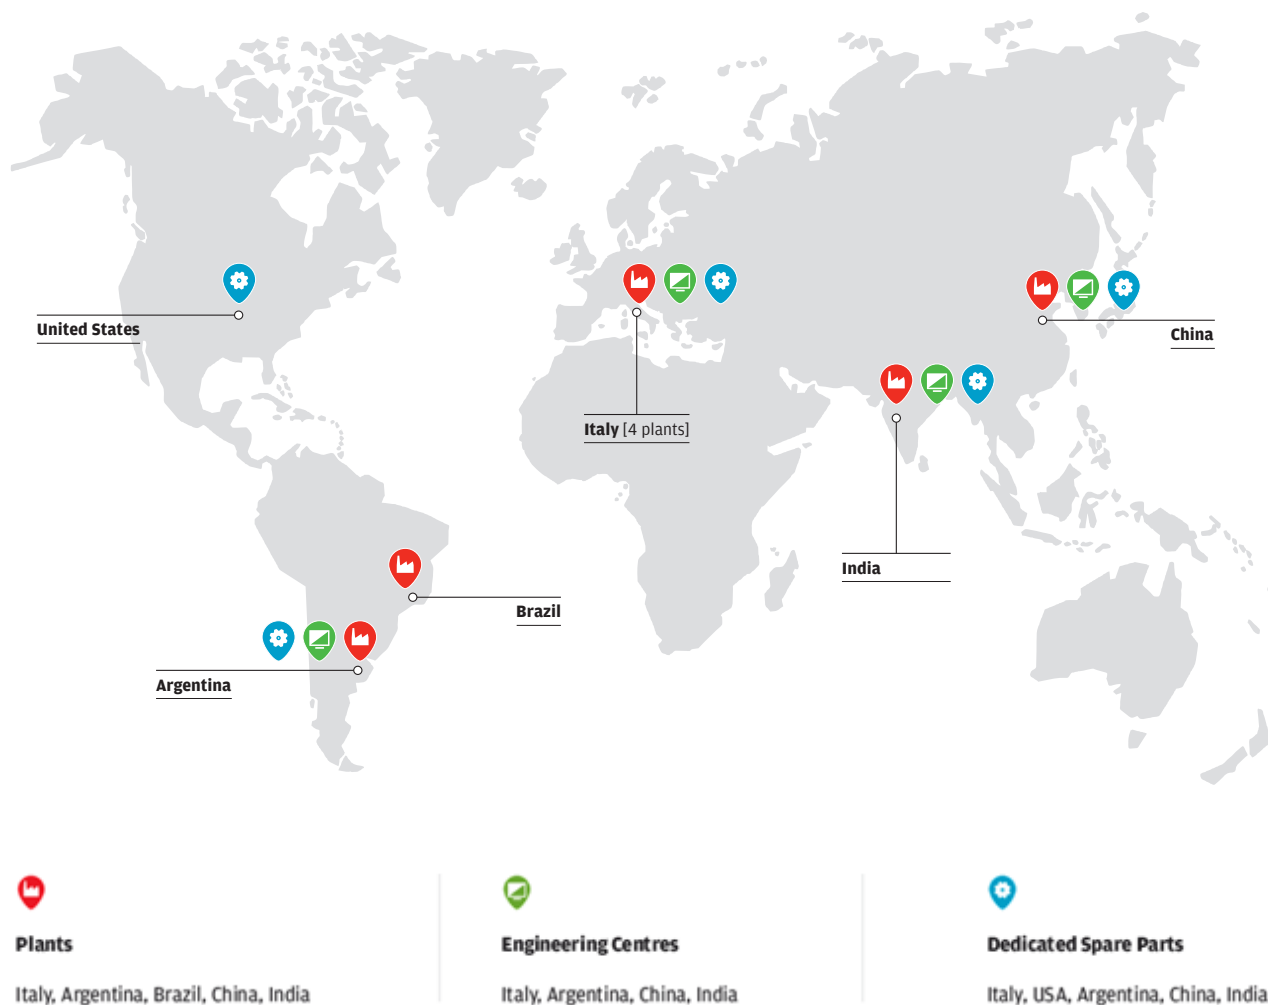 United States
China
Italy [4 plants]
India
Brazil
Argentina
Plants
Italy, Argentina, Brazil, China, India
Engineering Centres
Italy, Argentina, China, India
Dedicated Spare Parts
Italy, USA, Argentina, China, India